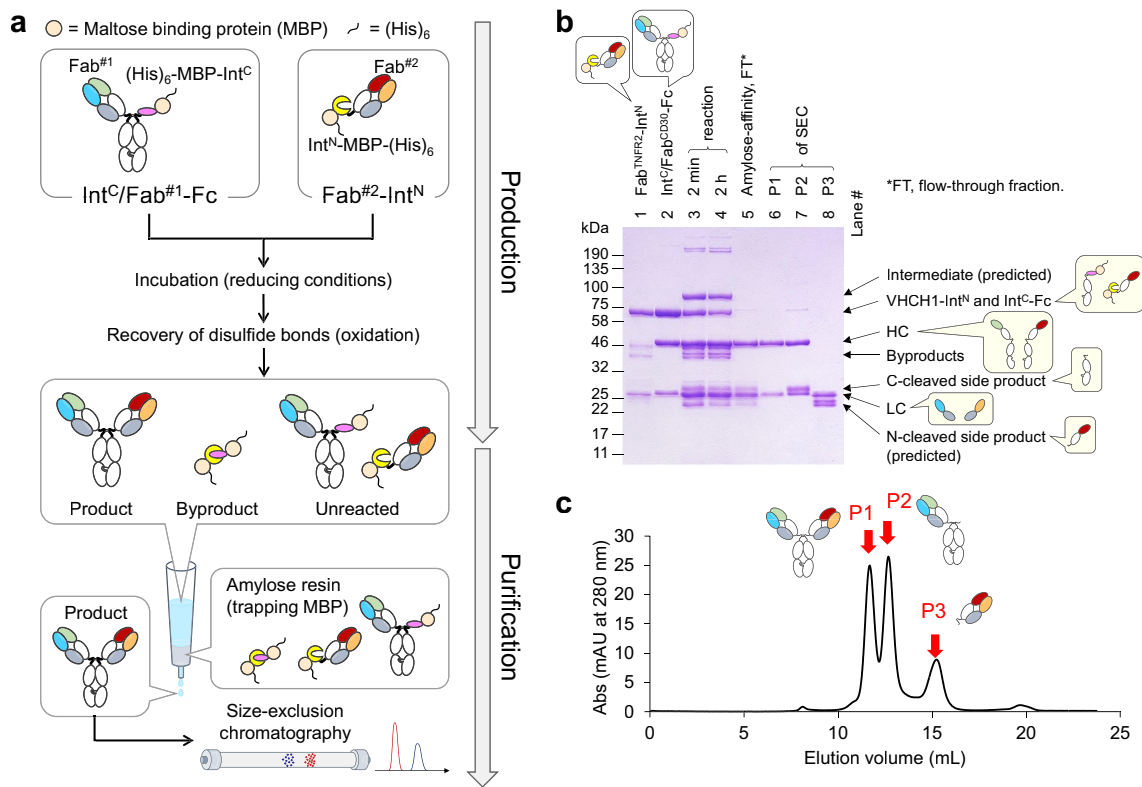 a
= Maltose binding protein (MBP)
= (His)6
Fab#1
(His)6-MBP-IntC
IntC/Fab#1-Fc
Fab#2
IntN-MBP-(His)6
Fab#2-IntN
Incubation (reducing conditions)
Recovery of disulfide bonds (oxidation)
Production
Product
Byproduct
Unreacted
Purification
Product
Amylose resin
(trapping MBP)
Size-exclusion
chromatography
b
FabTNFR2-IntN
IntC/FabCD30-Fc
2 min
2 h
reaction
Amylose-affinity, FT*
P1
P2
P3
of SEC
1 2 3 4 5 6 7 8
Lane #
*FT, flow-through fraction.
kDa
190
135
100
75
58
46
32
25
22
17
11
Intermediate (predicted)
VHCH1-IntN and IntC-Fc
HC
Byproducts
C-cleaved side product
LC
N-cleaved side product
(predicted)
c
P1
P2
P3
Abs (mAU at 280 nm)
30
25
20
15
10
5
0
0 5 10 15 20 25
Elution volume (mL)